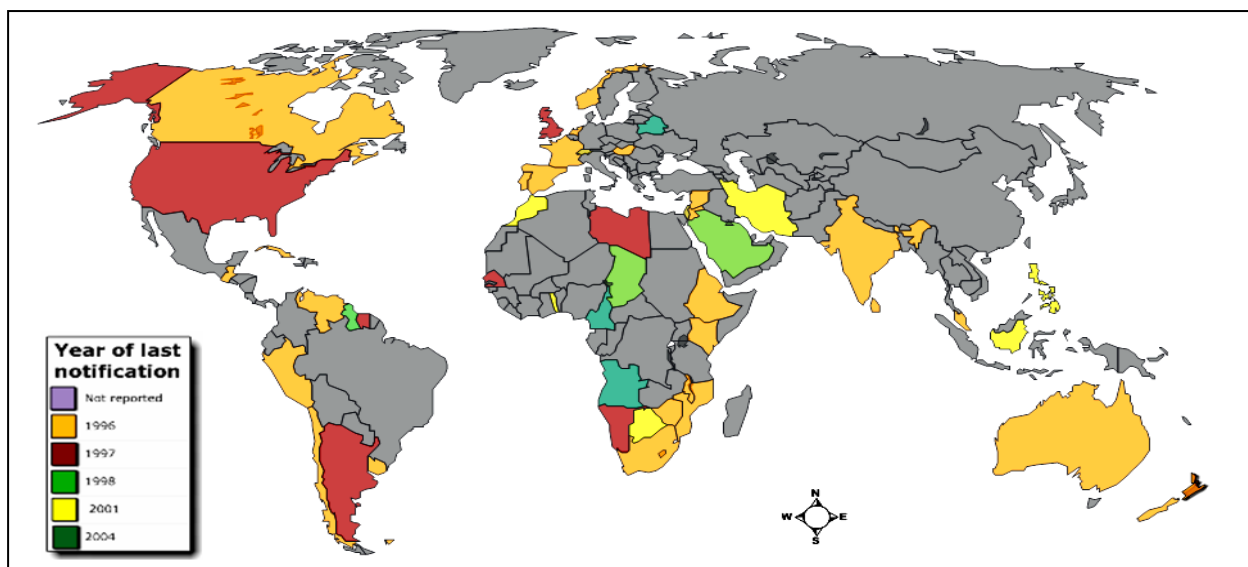 Year of last
notification
Not reported
1996
1997
1998
2001
2004
N
W E
S